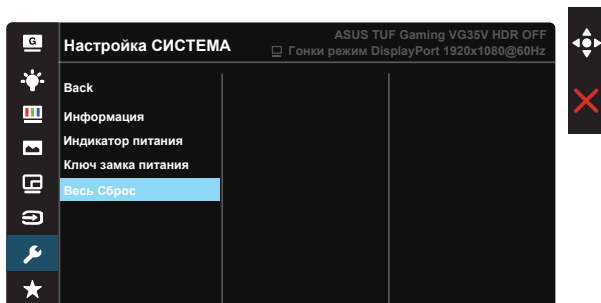 G
Настройка СИСТЕМА
ASUS TUF Gaming VG35V HDR OFF
Гонки режим DisplayPort 1920x1080@60Hz
Back
Информация
Индикатор питания
Ключ замка питания
Весь Сброс